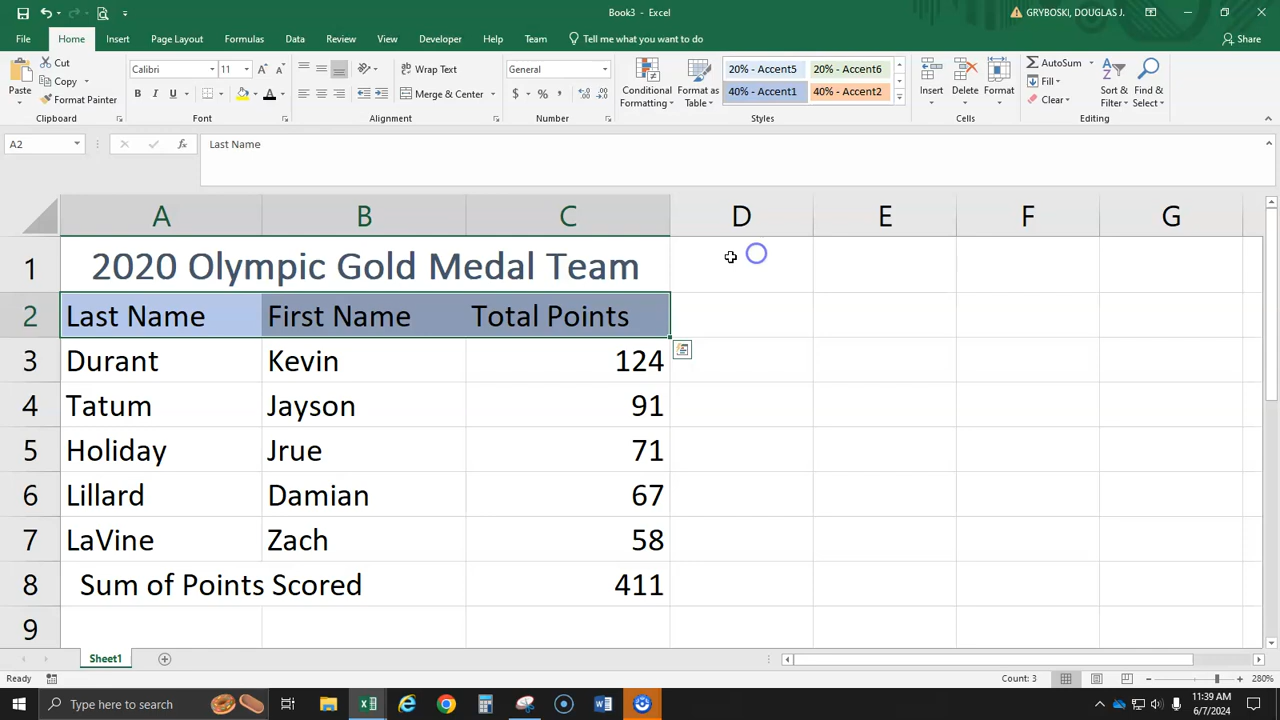 Book3 - Excel
GRYBOSKI, DOUGLAS J.
File Home Insert Page Layout Formulas Data Review View Developer Help Team Tell me what you want to do Share
Paste
Cut
Copy
Format Painter
Clipboard
Calibri 11
B I U
Font
Wrap Text
Merge & Center
Alignment
General
$ % ,
Number
Conditional Formatting
Format as Table
20% - Accent5 20% - Accent6
40% - Accent1 40% - Accent2
Styles
Insert Delete Format
Cells
AutoSum
Fill
Clear
Sort & Filter
Find & Select
Editing
A2 fx Last Name
A B C D E F G
1 2020 Olympic Gold Medal Team
2 Last Name First Name Total Points
3 Durant Kevin 124
4 Tatum Jayson 91
5 Holiday Jrue 71
6 Lillard Damian 67
7 LaVine Zach 58
8 Sum of Points Scored 411
9
Sheet1
Ready Count: 3 280%
Type here to search
11:39 AM
6/7/2024